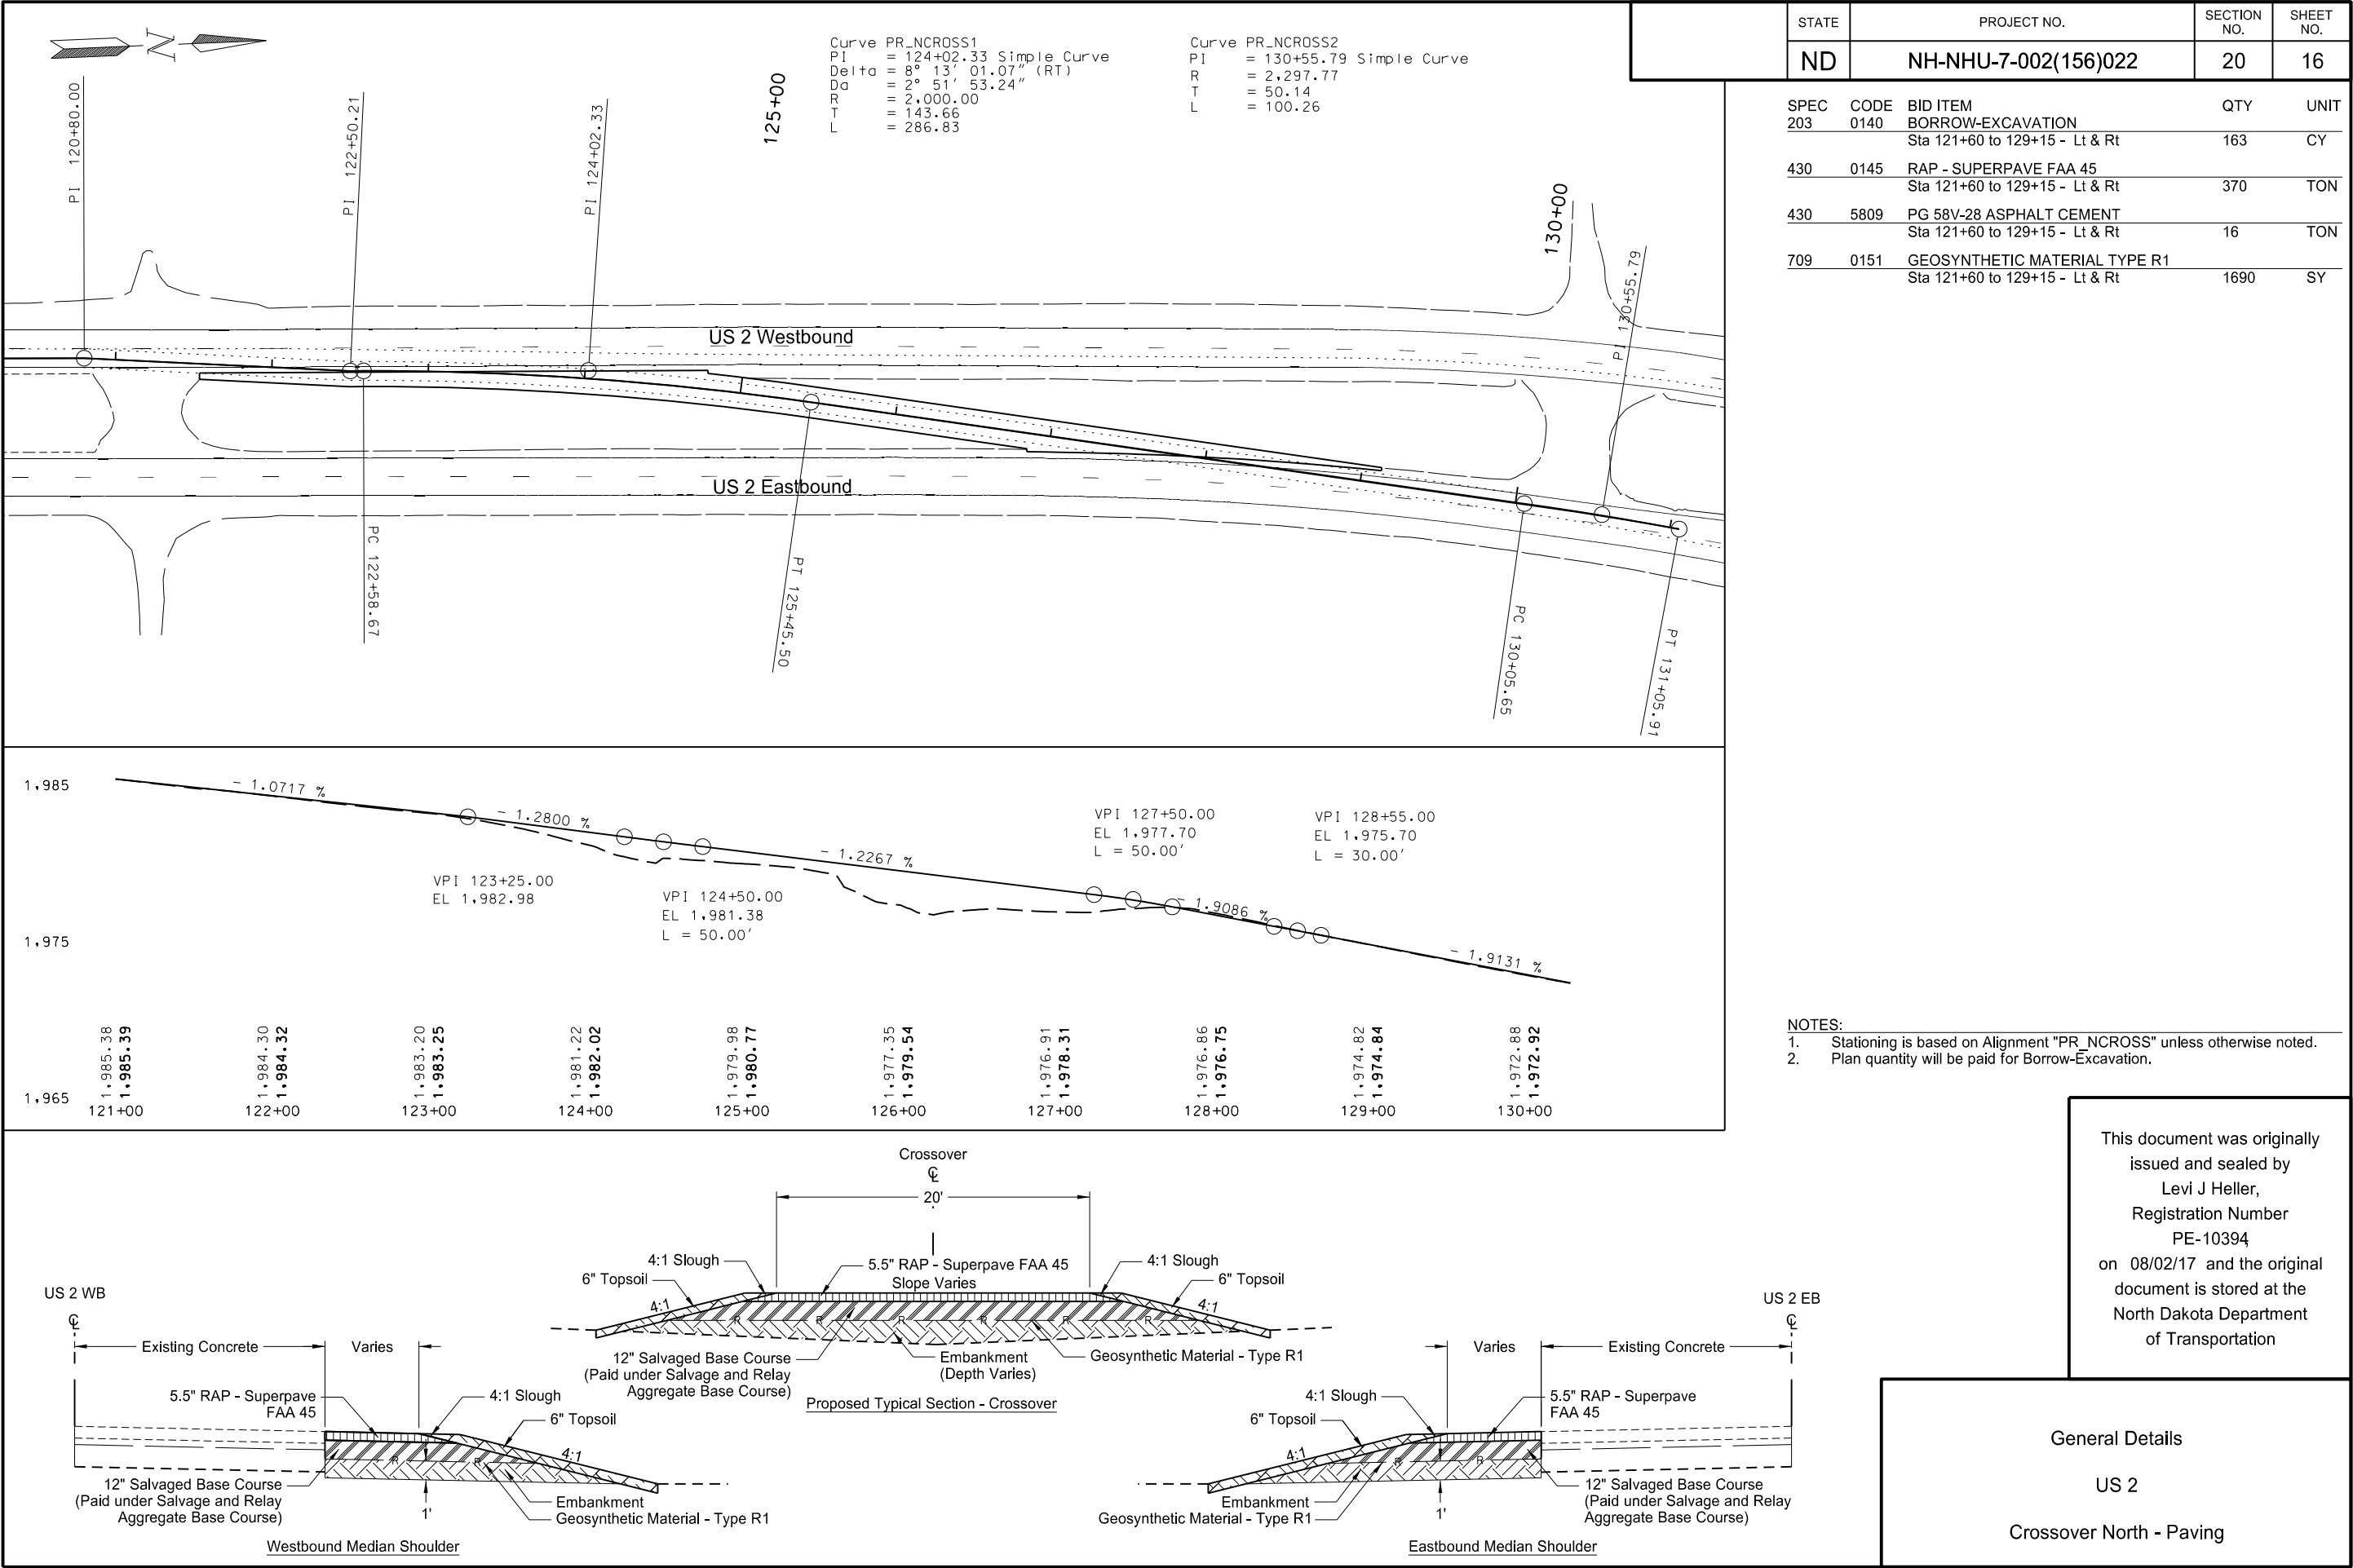 STATE
PROJECT NO.
SECTION NO.
SHEET NO.
ND
NH-NHU-7-002(156)022
20
16
N
PI 120+80.00
PI 122+50.21
PI 124+02.33
125+00
Curve PR_NCROSS1
PI = 124+02.33 Simple Curve
Delta = 8° 13' 01.07" (RT)
Da = 2° 51' 53.24"
R = 2,000.00
T = 143.66
L = 286.83
Curve PR_NCROSS2
PI = 130+55.79 Simple Curve
R = 2,297.77
T = 50.14
L = 100.26
130+00
PI 130+55.79
US 2 Westbound
US 2 Eastbound
PC 122+58.67
PT 125+45.50
PC 130+05.65
PT 131+05.91
SPEC CODE BID ITEM QTY UNIT
203 0140 BORROW-EXCAVATION
Sta 121+60 to 129+15 - Lt & Rt 163 CY
430 0145 RAP - SUPERPAVE FAA 45
Sta 121+60 to 129+15 - Lt & Rt 370 TON
430 5809 PG 58V-28 ASPHALT CEMENT
Sta 121+60 to 129+15 - Lt & Rt 16 TON
709 0151 GEOSYNTHETIC MATERIAL TYPE R1
Sta 121+60 to 129+15 - Lt & Rt 1690 SY
1,985
1,975
1,965
- 1.0717 %
- 1.2800 %
- 1.2267 %
- 1.9086 %
- 1.9131 %
VPI 123+25.00
EL 1,982.98
VPI 124+50.00
EL 1,981.38
L = 50.00'
VPI 127+50.00
EL 1,977.70
L = 50.00'
VPI 128+55.00
EL 1,975.70
L = 30.00'
1,985.38
1,985.39
121+00
1,984.30
1,984.32
122+00
1,983.20
1,983.25
123+00
1,981.22
1,982.02
124+00
1,979.98
1,980.77
125+00
1,977.35
1,979.54
126+00
1,976.91
1,978.31
127+00
1,976.86
1,976.75
128+00
1,974.82
1,974.84
129+00
1,972.88
1,972.92
130+00
NOTES:
1. Stationing is based on Alignment "PR_NCROSS" unless otherwise noted.
2. Plan quantity will be paid for Borrow-Excavation.
Crossover
℄
20'
4:1 Slough
6" Topsoil
4:1
5.5" RAP - Superpave FAA 45
Slope Varies
4:1 Slough
6" Topsoil
4:1
R R R R R R
12" Salvaged Base Course
(Paid under Salvage and Relay
Aggregate Base Course)
Embankment
(Depth Varies)
Geosynthetic Material - Type R1
Proposed Typical Section - Crossover
US 2 WB
℄
Existing Concrete
Varies
5.5" RAP - Superpave
FAA 45
4:1 Slough
6" Topsoil
4:1
R R
12" Salvaged Base Course
(Paid under Salvage and Relay
Aggregate Base Course)
1'
Embankment
Geosynthetic Material - Type R1
Westbound Median Shoulder
US 2 EB
℄
Varies
Existing Concrete
4:1 Slough
6" Topsoil
4:1
5.5" RAP - Superpave
FAA 45
R R
Embankment
Geosynthetic Material - Type R1
1'
12" Salvaged Base Course
(Paid under Salvage and Relay
Aggregate Base Course)
Eastbound Median Shoulder
This document was originally
issued and sealed by
Levi J Heller,
Registration Number
PE-10394,
on 08/02/17 and the original
document is stored at the
North Dakota Department
of Transportation
General Details
US 2
Crossover North - Paving